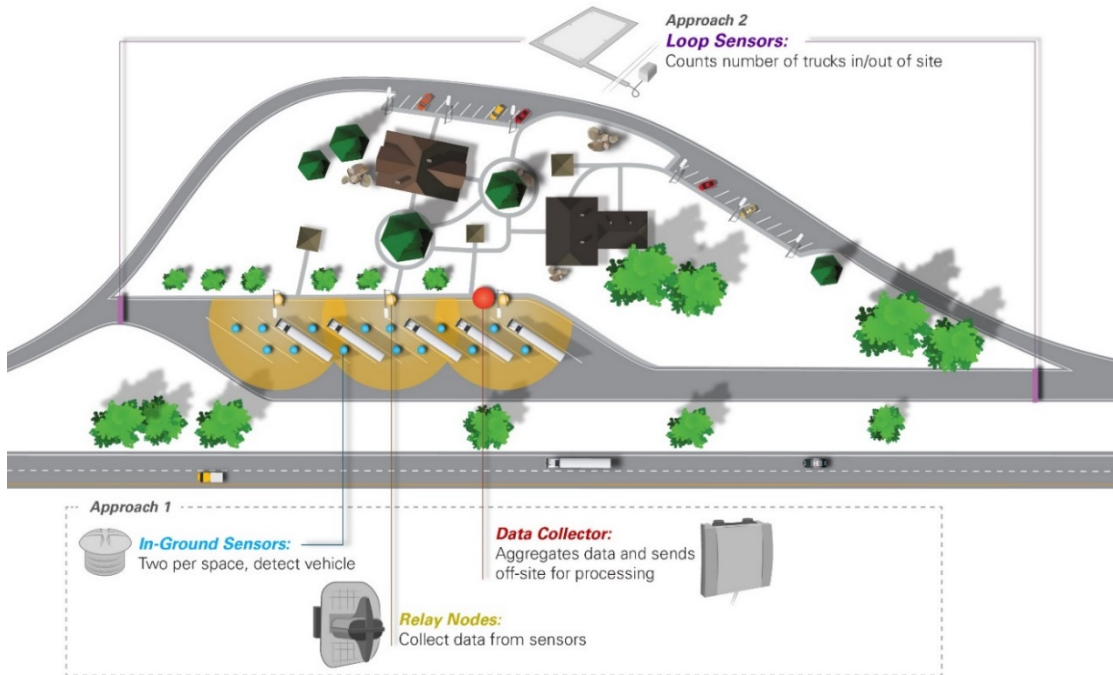 Approach 2
Loop Sensors:
Counts number of trucks in/out of site
Approach 1
In-Ground Sensors:
Two per space, detect vehicle
Data Collector:
Aggregates data and sends
off-site for processing
Relay Nodes:
Collect data from sensors